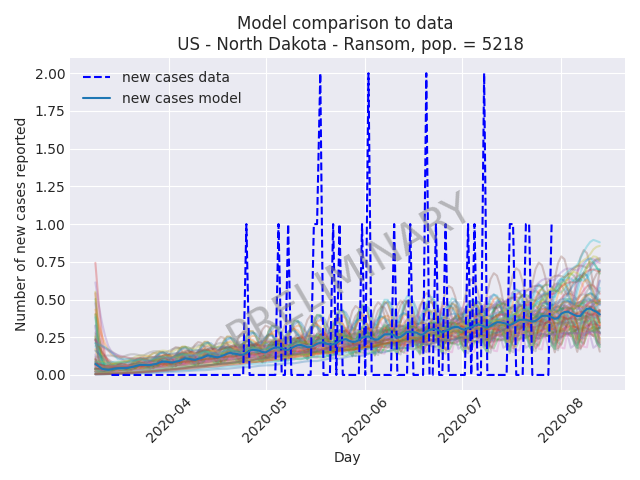 Model comparison to data
US - North Dakota - Ransom, pop. = 5218
new cases data
new cases model
Number of new cases reported
2.00
1.75
1.50
1.25
1.00
0.75
0.50
0.25
0.00
PRELIMINARY
2020-04
2020-05
2020-06
2020-07
2020-08
Day